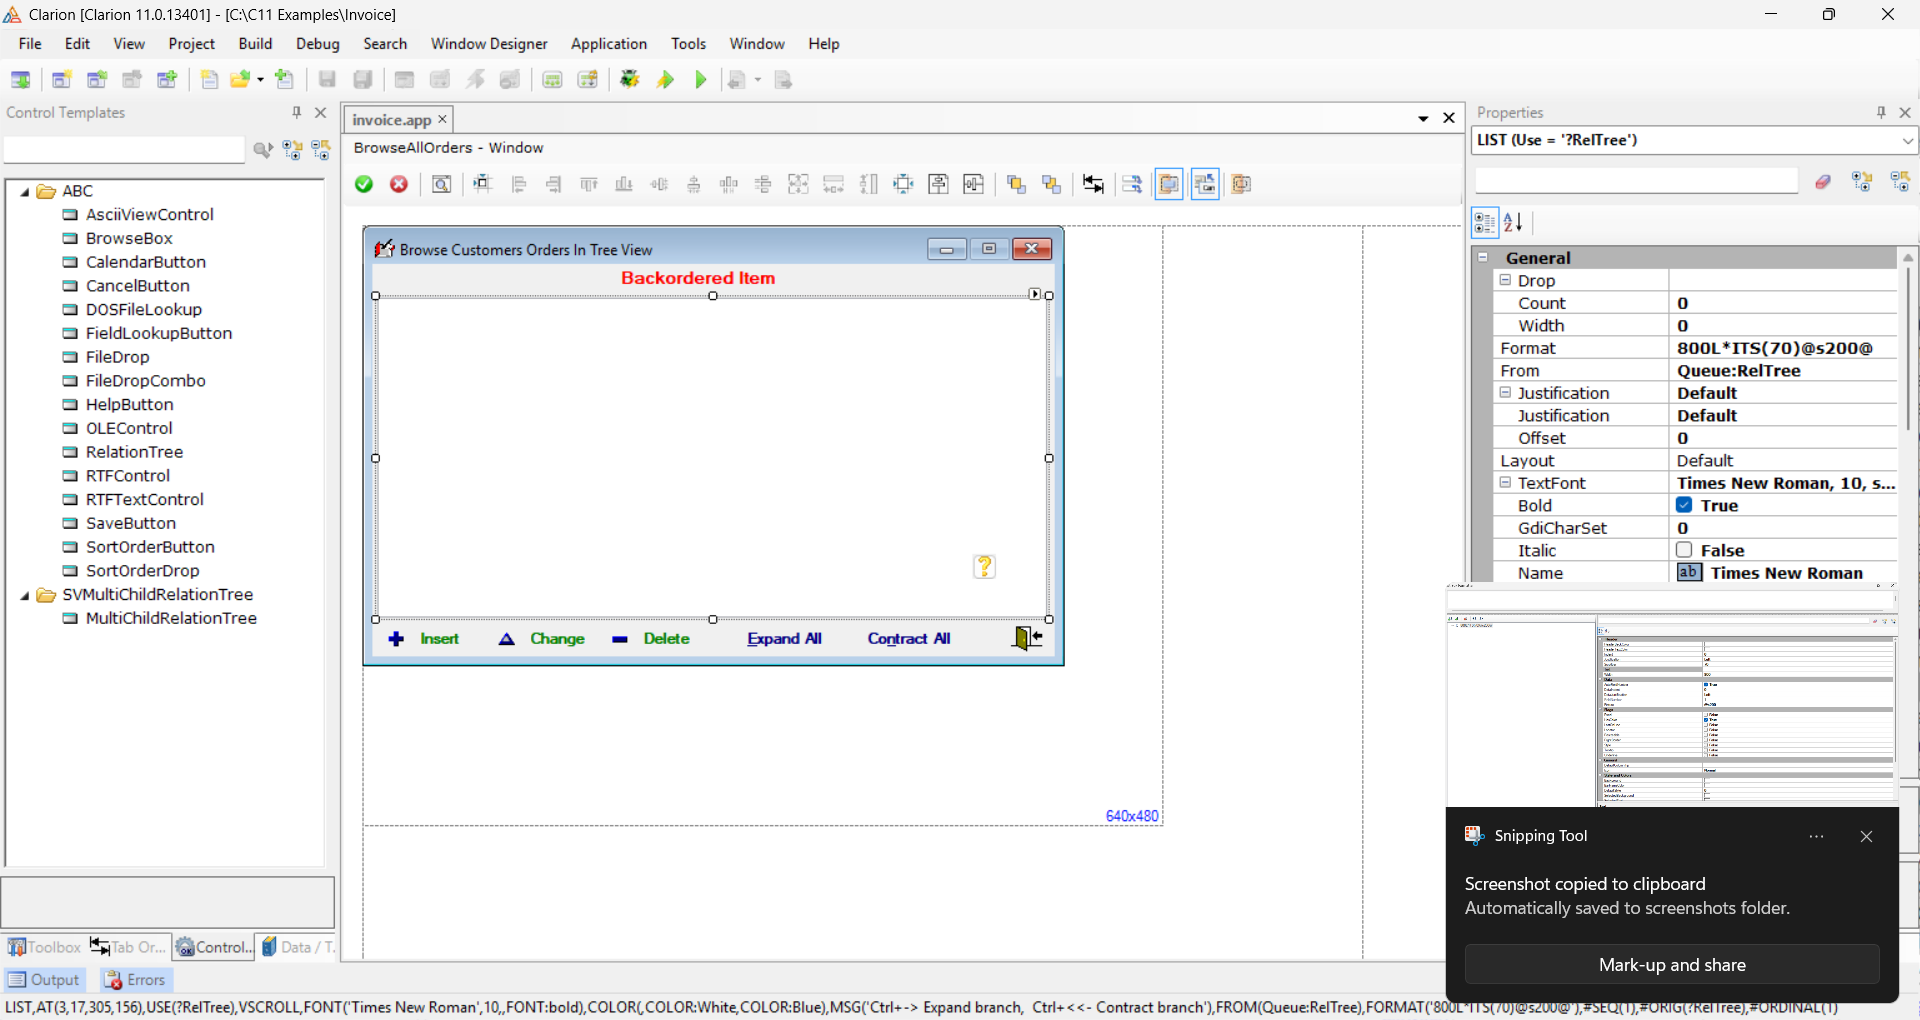 Clarion [Clarion 11.0.13401] - [C:\C11 Examples\Invoice]
File Edit View Project Build Debug Search Window Designer Application Tools Window Help
Control Templates
ABC
AsciiViewControl
BrowseBox
CalendarButton
CancelButton
DOSFileLookup
FieldLookupButton
FileDrop
FileDropCombo
HelpButton
OLEControl
RelationTree
RTFControl
RTFTextControl
SaveButton
SortOrderButton
SortOrderDrop
SVMultiChildRelationTree
MultiChildRelationTree
Toolbox Tab Or... Control... Data / T...
Output Errors
invoice.app
BrowseAllOrders - Window
Browse Customers Orders In Tree View
Backordered Item
Insert Change Delete Expand All Contract All
640x480
Properties
LIST (Use = '?RelTree')
General
Drop
Count 0
Width 0
Format 800L*ITS(70)@s200@
From Queue:RelTree
Justification Default
Justification Default
Offset 0
Layout Default
TextFont Times New Roman, 10, s...
Bold True
GdiCharSet 0
Italic False
Name ab Times New Roman
Snipping Tool
Screenshot copied to clipboard
Automatically saved to screenshots folder.
Mark-up and share
LIST,AT(3,17,305,156),USE(?RelTree),VSCROLL,FONT('Times New Roman',10,,FONT:bold),COLOR(,COLOR:White,COLOR:Blue),MSG('Ctrl+-> Expand branch, Ctrl+<<- Contract branch'),FROM(Queue:RelTree),FORMAT('800L*ITS(70)@s200@'),#SEQ(1),#ORIG(?RelTree),#ORDINAL(1)